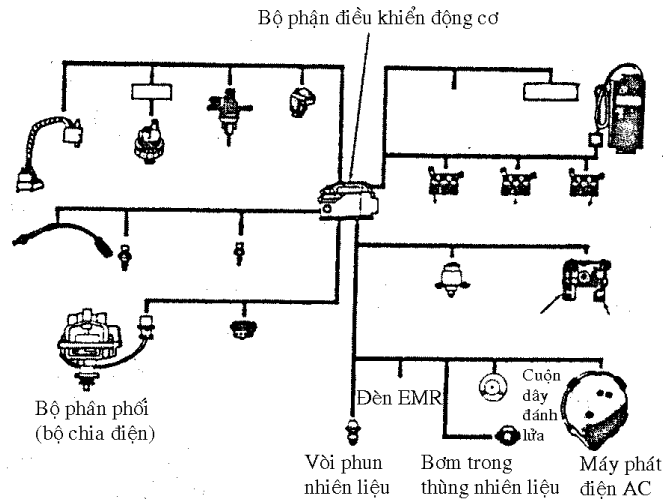 Bộ phận điều khiển động cơ
Bộ phân phối
(bộ chia điện)
Đèn EMR
Cuộn
dây
đánh
lửa
Vòi phun
nhiên liệu
Bơm trong
thùng nhiên liệu
Máy phát
điện AC